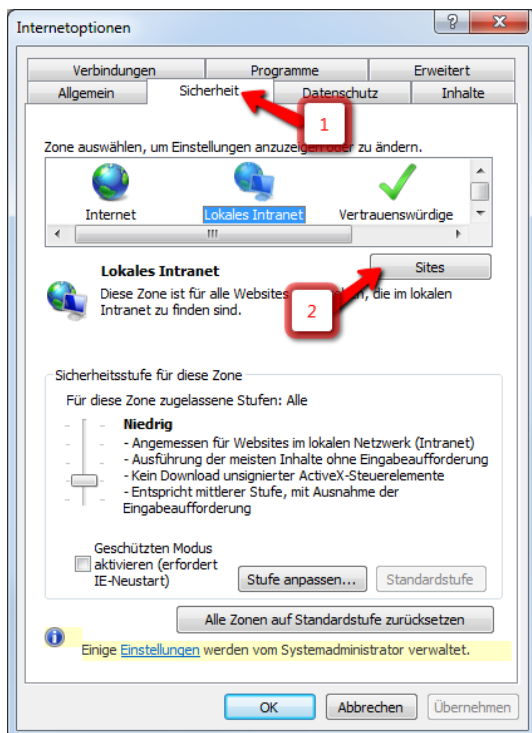 Internetoptionen
Verbindungen Programme Erweitert
Allgemein Sicherheit Datenschutz Inhalte
1
Zone auswählen, um Einstellungen anzuzeigen oder zu ändern.
Internet Lokales Intranet Vertrauenswürdige
Lokales Intranet
Sites
Diese Zone ist für alle Websites die im lokalen
Intranet zu finden sind.
2
Sicherheitsstufe für diese Zone
Für diese Zone zugelassene Stufen: Alle
Niedrig
- Angemessen für Websites im lokalen Netzwerk (Intranet)
- Ausführung der meisten Inhalte ohne Eingabeaufforderung
- Kein Download unsignierter ActiveX-Steuerelemente
- Entspricht mittlerer Stufe, mit Ausnahme der
Eingabeaufforderung
Geschützten Modus
aktivieren (erfordert
IE-Neustart)
Stufe anpassen... Standardstufe
Alle Zonen auf Standardstufe zurücksetzen
Einige Einstellungen werden vom Systemadministrator verwaltet.
OK Abbrechen Übernehmen